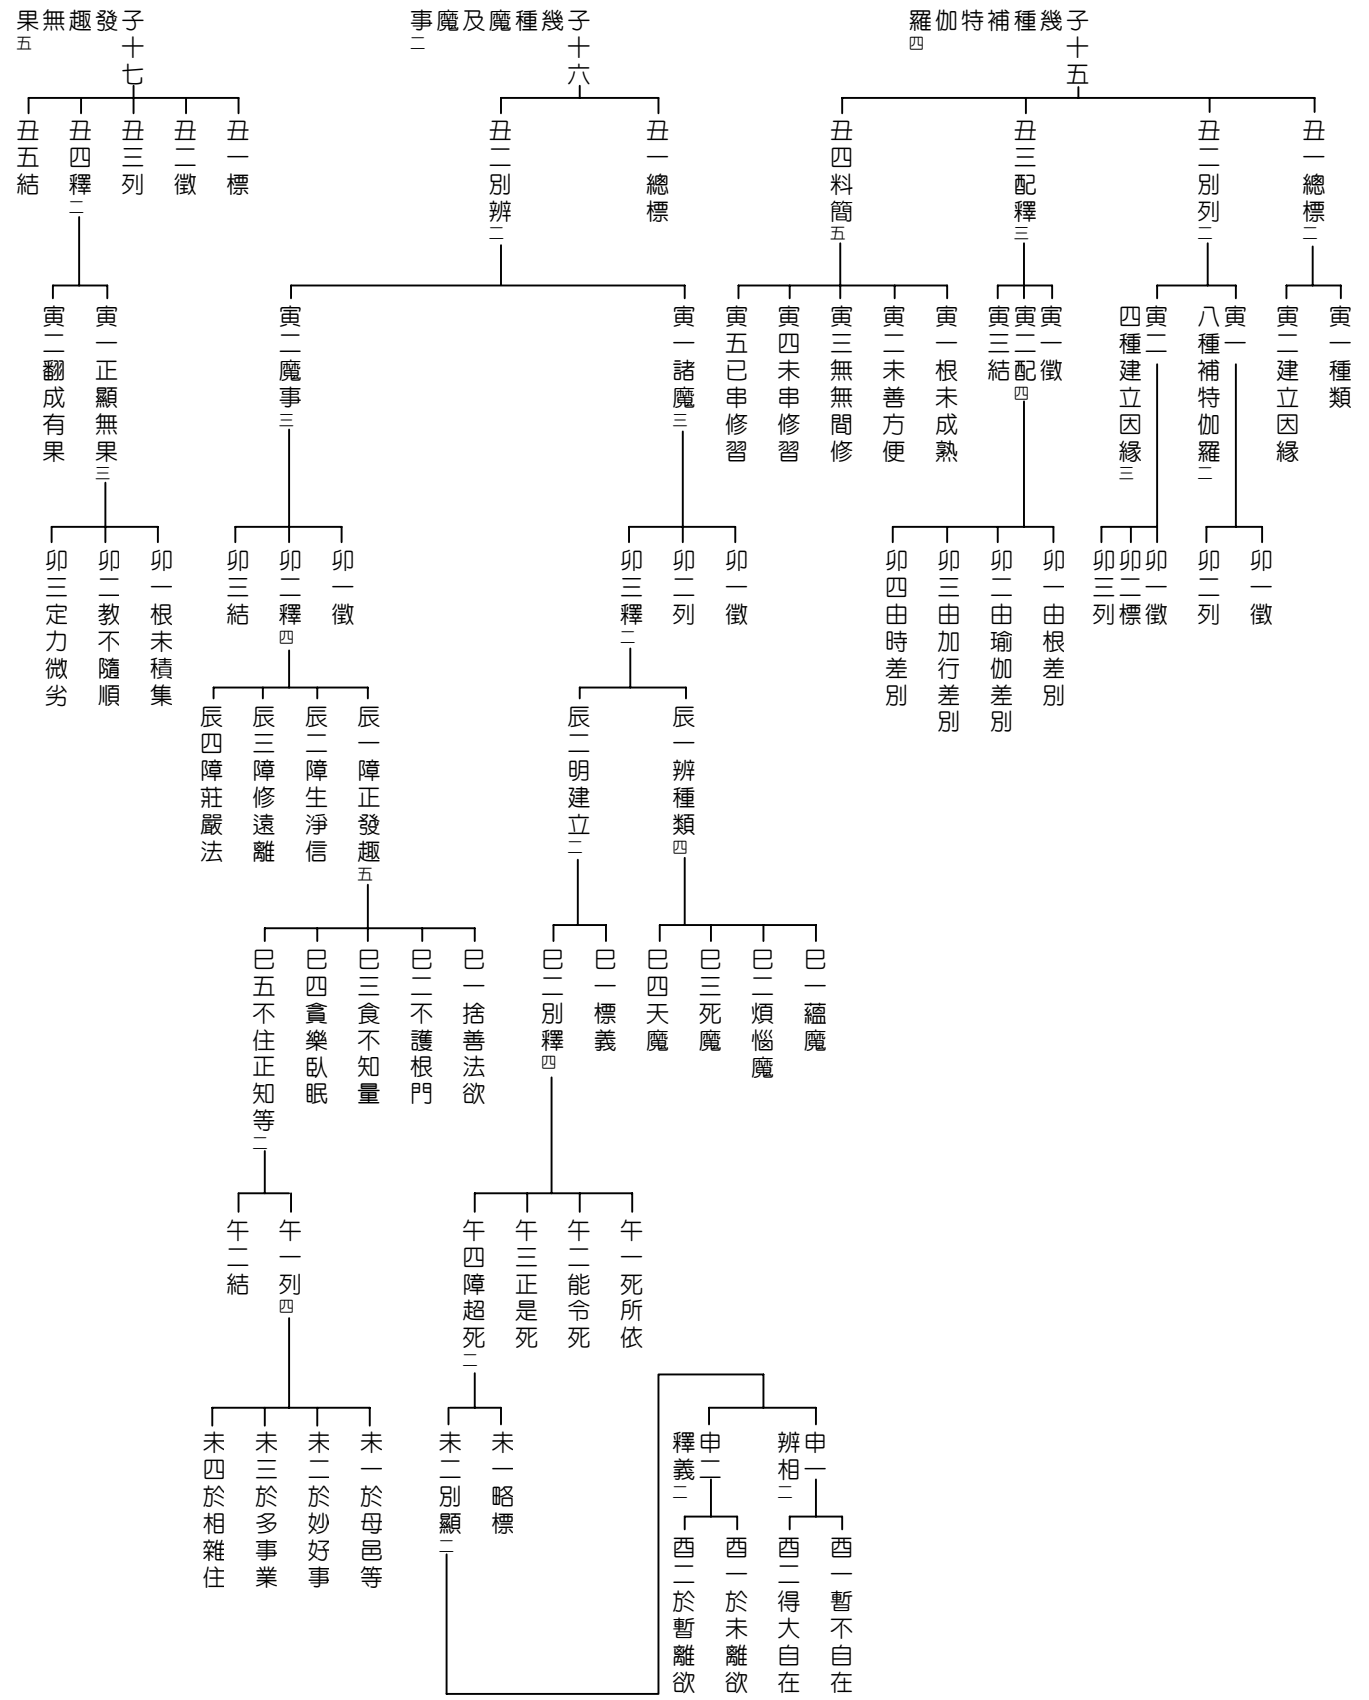 子十五幾種補特伽羅四
丑一總標二
寅一種類
寅二建立因緣
丑二別列二
寅一八種補特伽羅二
卯一徵
卯二列
寅二四種建立因緣三
卯一徵
卯二標
卯三列
丑三配釋三
寅一徵
寅二配四
卯一由根差別
卯二由瑜伽差別
卯三由加行差別
卯四由時差別
寅三結
丑四料簡五
寅一根未成熟
寅二未善方便
寅三無無間修
寅四未串修習
寅五已串修習
子十六幾種魔及魔事二
丑一總標
丑二別辨二
寅一諸魔三
卯一徵
卯二列
卯三釋二
辰一辨種類四
巳一蘊魔
巳二煩惱魔
巳三死魔
巳四天魔
辰二明建立二
巳一標義
巳二別釋四
午一死所依
午二能令死
午三正是死
午四障超死二
未一略標
未二別顯二
申一辨相二
酉一暫不自在
酉二得大自在
申二釋義二
酉一於未離欲
酉二於暫離欲
寅二魔事三
卯一徵
卯二釋四
辰一障正發趣五
巳一捨善法欲
巳二不護根門
巳三食不知量
巳四貪樂臥眠
巳五不住正知等二
午一列四
未一於母邑等
未二於妙好事
未三於多事業
未四於相雜住
午二結
辰二障生淨信
辰三障修遠離
辰四障莊嚴法
卯三結
子十七發趣無果五
丑一標
丑二徵
丑三列
丑四釋二
寅一正顯無果三
卯一根未積集
卯二教不隨順
卯三定力微劣
寅二翻成有果
丑五結